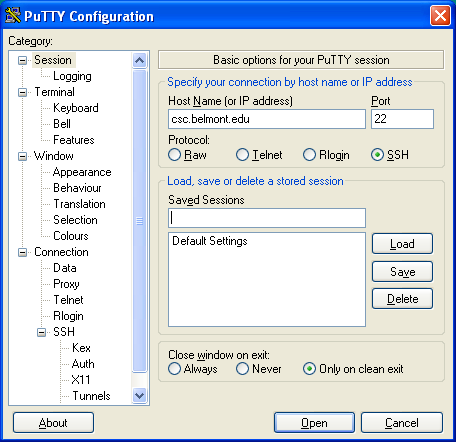 PuTTY Configuration
Category:
Session
Logging
Terminal
Keyboard
Bell
Features
Window
Appearance
Behaviour
Translation
Selection
Colours
Connection
Data
Proxy
Telnet
Rlogin
SSH
Kex
Auth
X11
Tunnels
Basic options for your PuTTY session
Specify your connection by host name or IP address
Host Name (or IP address) Port
csc.belmont.edu 22
Protocol:
Raw Telnet Rlogin SSH
Load, save or delete a stored session
Saved Sessions
Default Settings
Load
Save
Delete
Close window on exit:
Always Never Only on clean exit
About Open Cancel